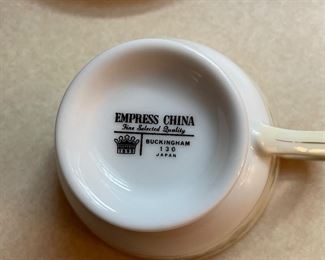 EMPRESS CHINA
Fine Selected Quality
BUCKINGHAM
130
JAPAN